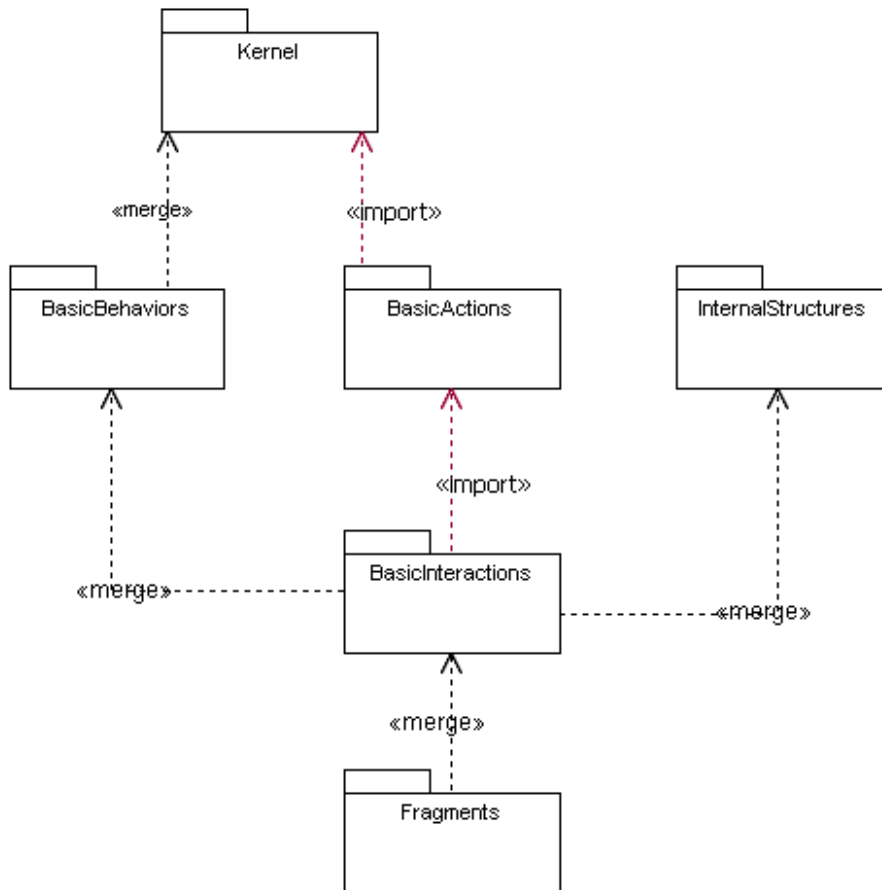 Kernel
«merge»
«import»
BasicBehaviors
BasicActions
InternalStructures
«import»
BasicInteractions
«merge»
«merge»
«merge»
Fragments